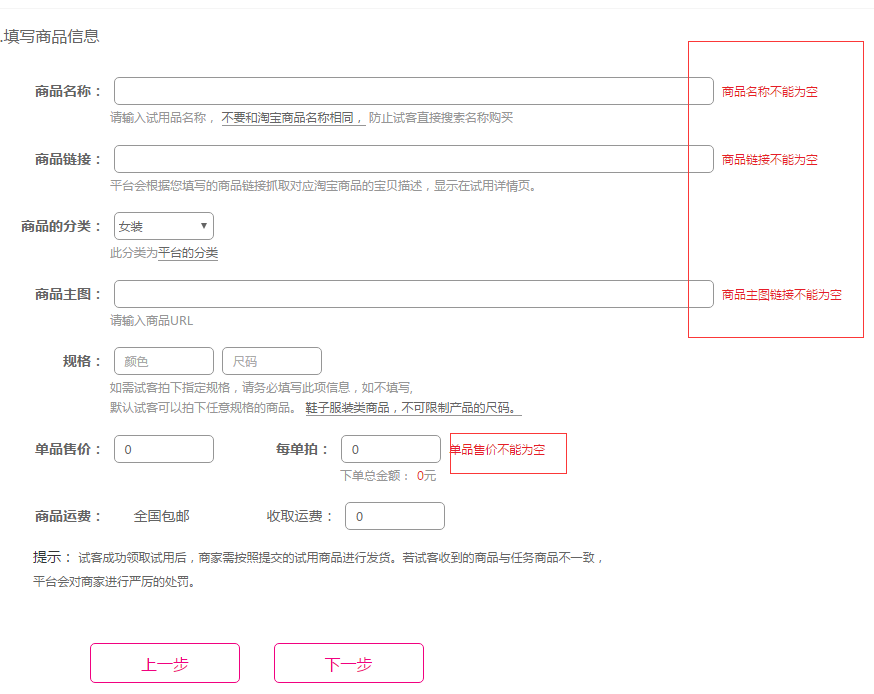 .填写商品信息
商品名称： 商品名称不能为空
请输入试用品名称， 不要和淘宝商品名称相同， 防止试客直接搜索名称购买
商品链接： 商品链接不能为空
平台会根据您填写的商品链接抓取对应淘宝商品的宝贝描述，显示在试用详情页。
商品的分类： 女装 ▼
此分类为平台的分类
商品主图： 商品主图链接不能为空
请输入商品URL
规格： 颜色 尺码
如需试客拍下指定规格，请务必填写此项信息，如不填写,
默认试客可以拍下任意规格的商品。 鞋子服装类商品，不可限制产品的尺码。
单品售价： 0 每单拍： 0 单品售价不能为空
下单总金额： 0元
商品运费： 全国包邮 收取运费： 0
提示： 试客成功领取试用后，商家需按照提交的试用商品进行发货。若试客收到的商品与任务商品不一致，
平台会对商家进行严厉的处罚。
上一步 下一步